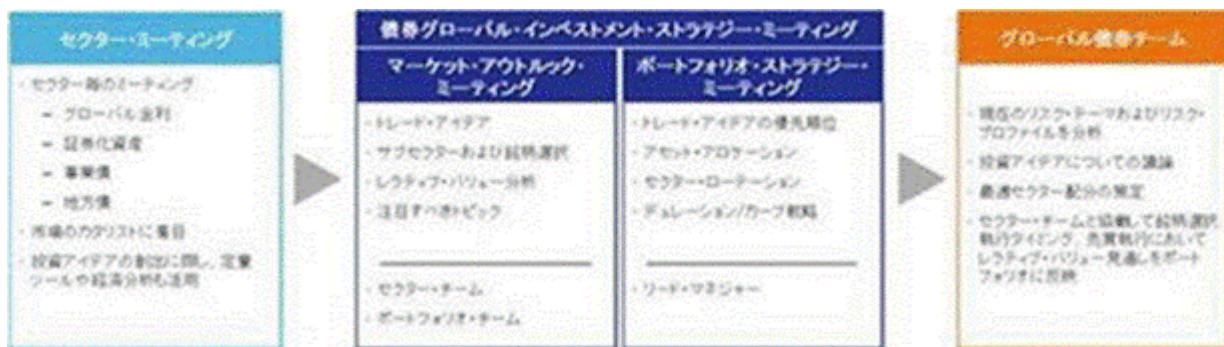 セクター・ミーティング
・セクター毎のミーティング
－ グローバル金利
－ 証券化資産
－ 事業債
－ 地方債
・市場のカタリストに着目
・投資アイデアの創出に際し、定量
ツールや経済分析も活用
債券グローバル・インベストメント・ストラテジー・ミーティング
マーケット・アウトルック・
ミーティング
・トレード・アイデア
・サブセクターおよび銘柄選択
・レラティブ・バリュー分析
・注目すべきトピック
・セクター・チーム
・ポートフォリオ・チーム
ポートフォリオ・ストラテジー・
ミーティング
・トレード・アイデアの優先順位
・アセット・アロケーション
・セクター・ローテーション
・デュレーション/カーブ戦略
・リード・マネジャー
グローバル債券チーム
・現在のリスク・テーマおよびリスク・
プロファイルを分析
・投資アイデアについての議論
・最適セクター配分の策定
・セクター・チームと協働して銘柄選択、
執行タイミング、売買執行において
レラティブ・バリュー見通しをポート
フォリオに反映